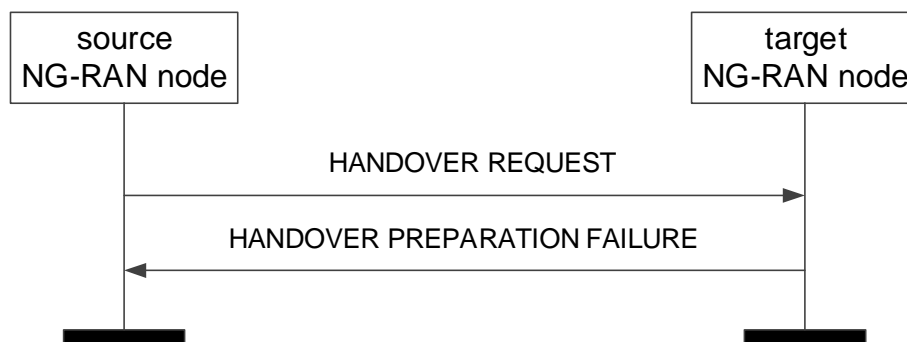 source
NG-RAN node
target
NG-RAN node
HANDOVER REQUEST
HANDOVER PREPARATION FAILURE